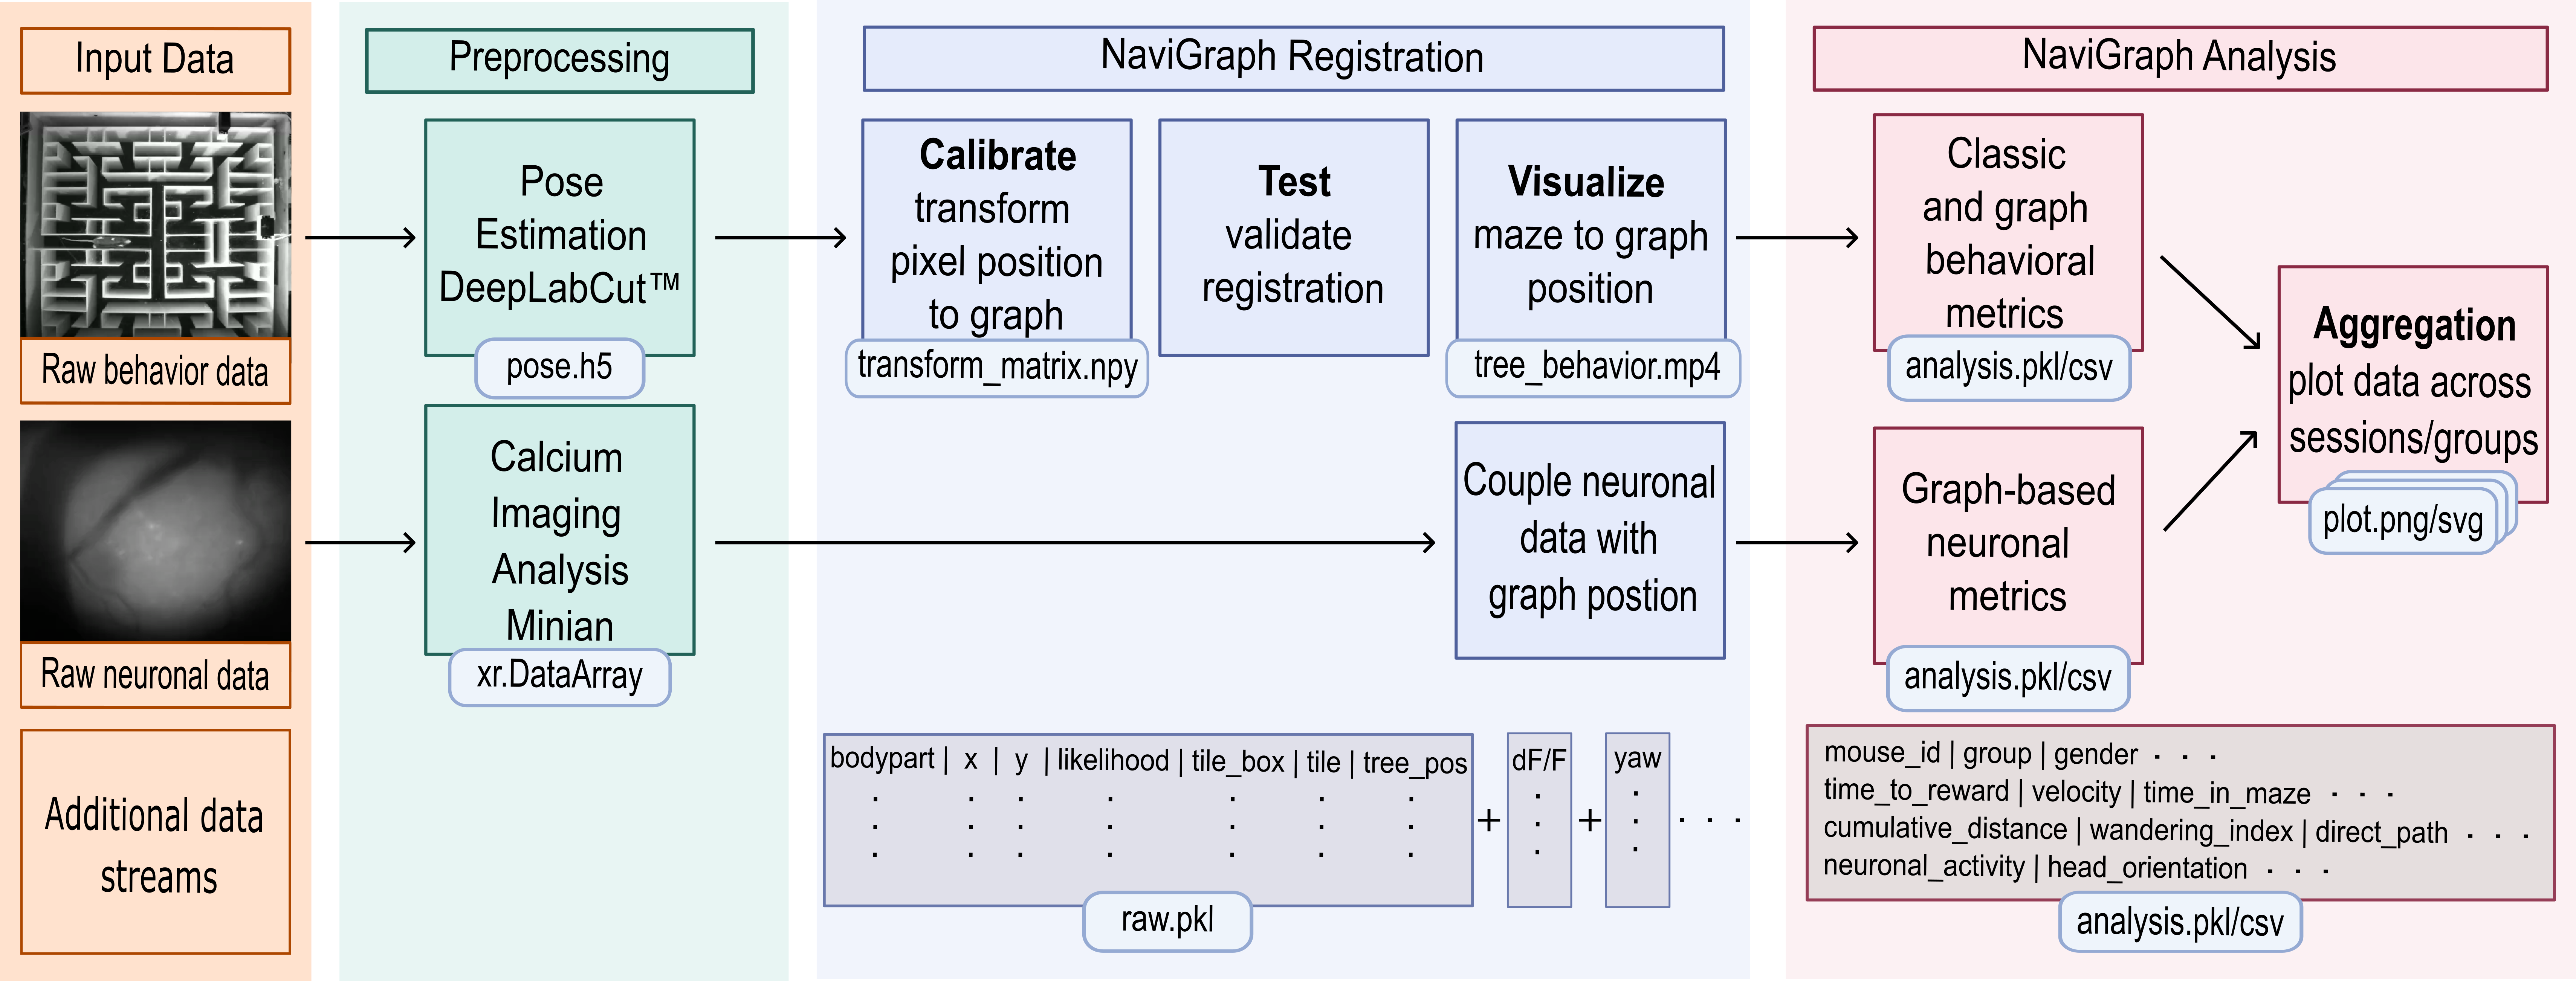 Input Data
Raw behavior data
Raw neuronal data
Additional data
streams
Preprocessing
Pose
Estimation
DeepLabCut™
pose.h5
Calcium
Imaging
Analysis
Minian
xr.DataArray
NaviGraph Registration
Calibrate
transform
pixel position
to graph
transform_matrix.npy
Test
validate
registration
Visualize
maze to graph
position
tree_behavior.mp4
Couple neuronal
data with
graph postion
bodypart | x | y | likelihood | tile_box | tile | tree_pos
+ dF/F + yaw . . .
raw.pkl
NaviGraph Analysis
Classic
and graph
behavioral
metrics
analysis.pkl/csv
Graph-based
neuronal
metrics
analysis.pkl/csv
Aggregation
plot data across
sessions/groups
plot.png/svg
mouse_id | group | gender . . .
time_to_reward | velocity | time_in_maze . . .
cumulative_distance | wandering_index | direct_path . . .
neuronal_activity | head_orientation . . .
analysis.pkl/csv